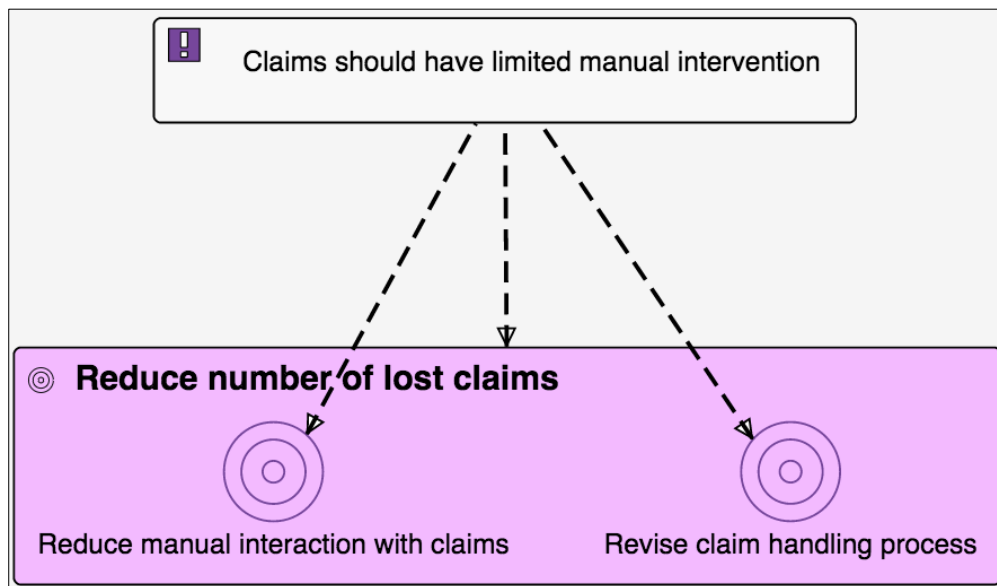 Claims should have limited manual intervention
Reduce number of lost claims
Reduce manual interaction with claims
Revise claim handling process